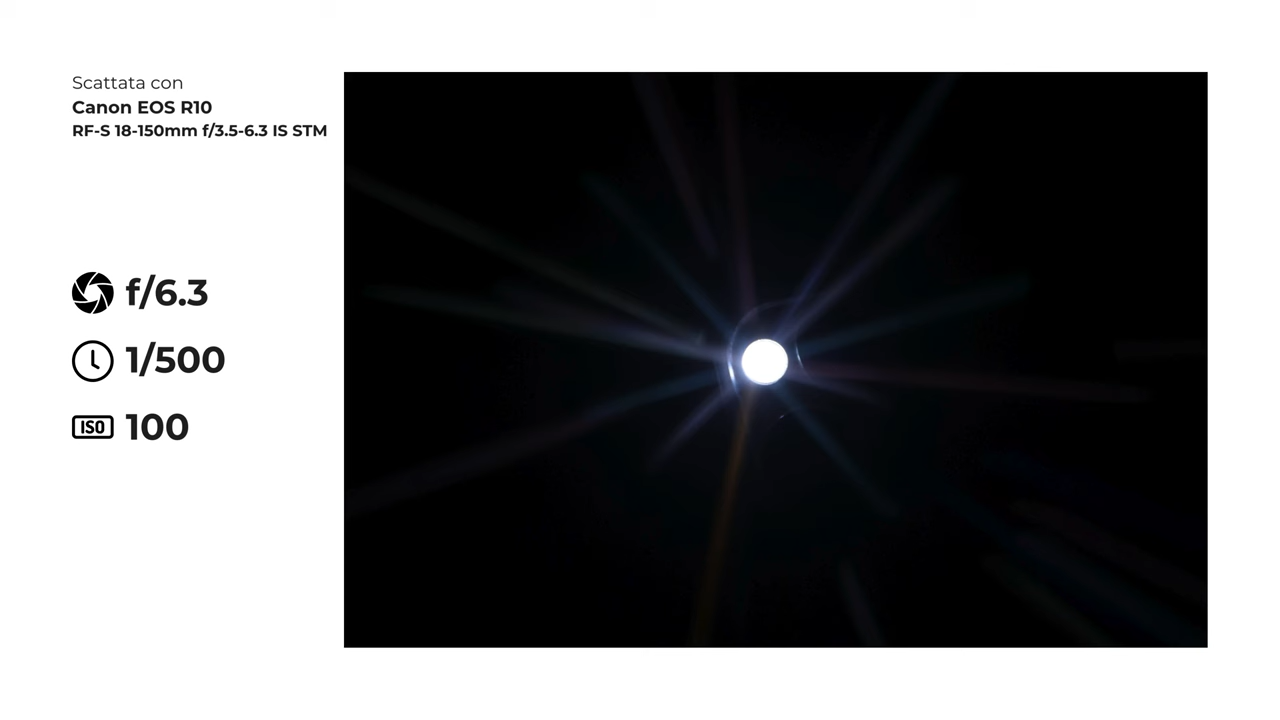 Scattata con
Canon EOS R10
RF-S 18-150mm f/3.5-6.3 IS STM
f/6.3
1/500
ISO 100